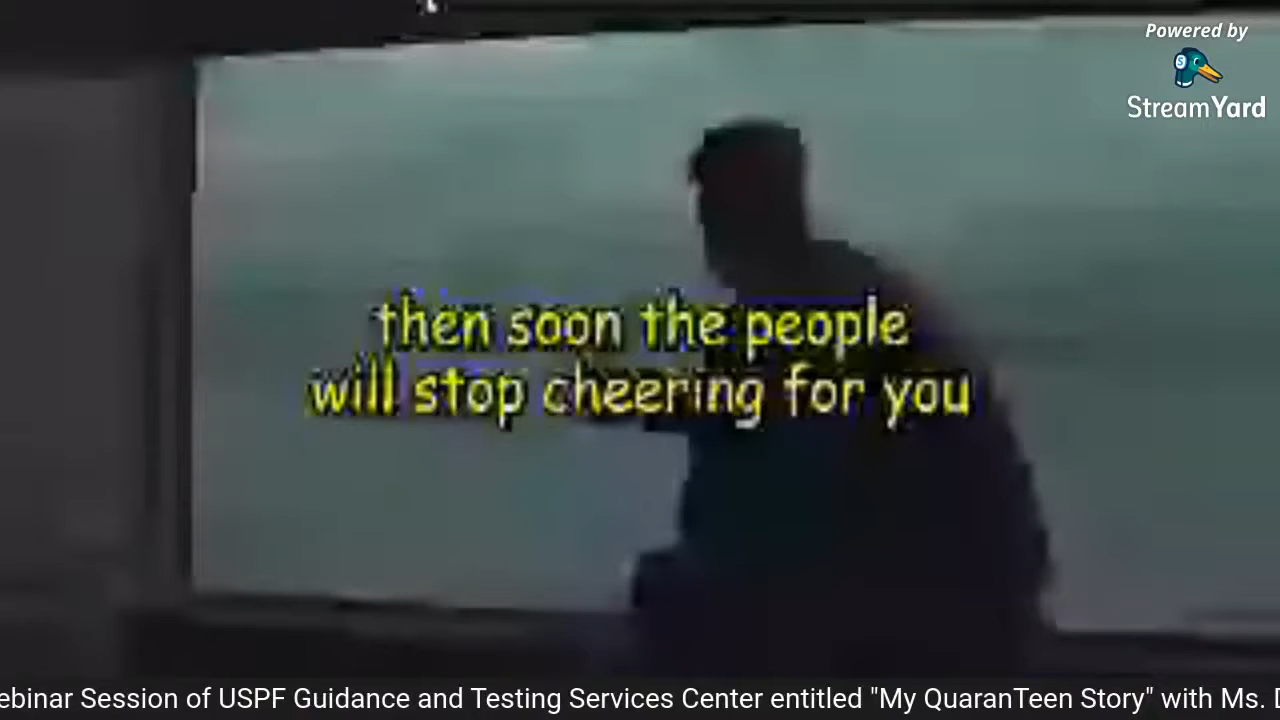 Powered by
StreamYard
then soon the people
will stop cheering for you
ebinar Session of USPF Guidance and Testing Services Center entitled "My QuaranTeen Story" with Ms.